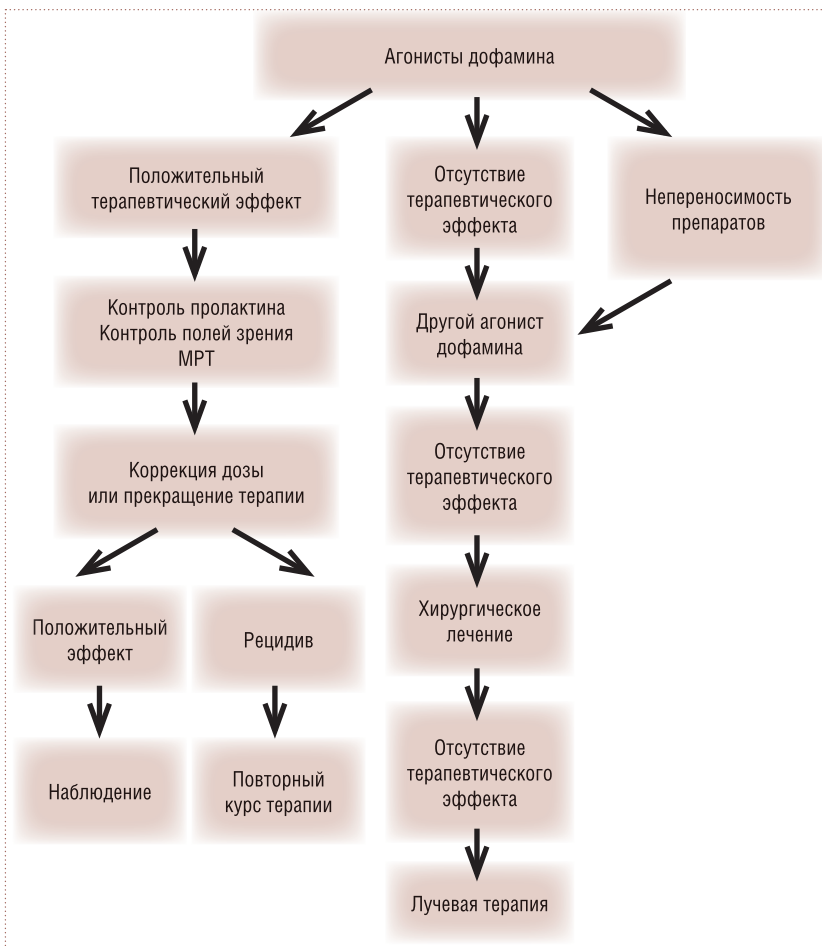 Агонисты дофамина
Положительный
терапевтический эффект
Отсутствие
терапевтического
эффекта
Непереносимость
препаратов
Контроль пролактина
Контроль полей зрения
МРТ
Другой агонист
дофамина
Коррекция дозы
или прекращение терапии
Отсутствие
терапевтического
эффекта
Положительный
эффект
Рецидив
Хирургическое
лечение
Наблюдение
Повторный
курс терапии
Отсутствие
терапевтического
эффекта
Лучевая терапия